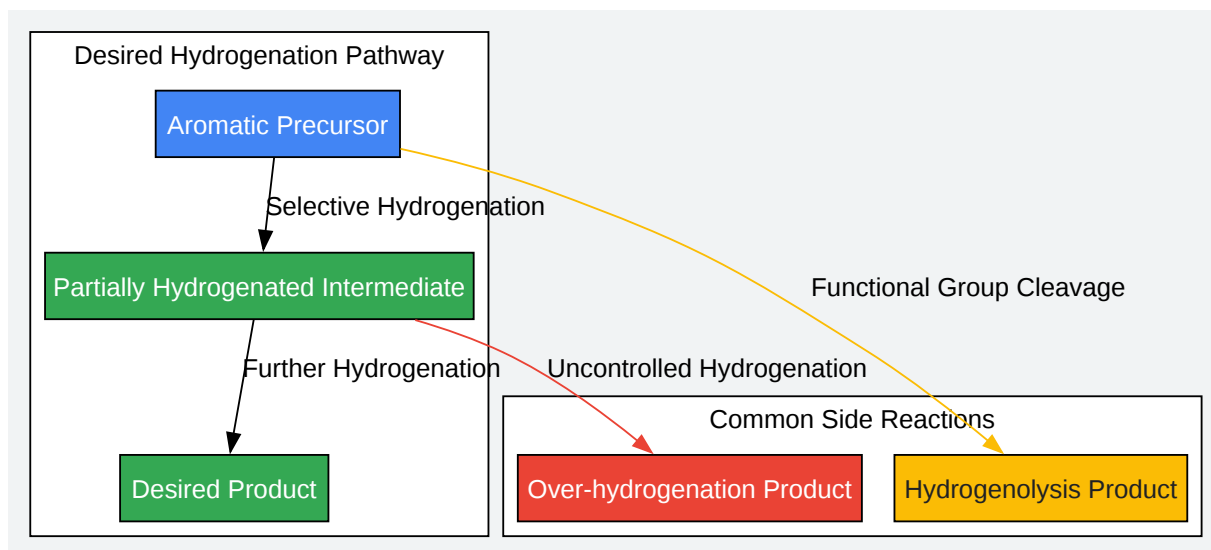 Desired Hydrogenation Pathway
Aromatic Precursor
Selective Hydrogenation
Partially Hydrogenated Intermediate
Functional Group Cleavage
Further Hydrogenation
Uncontrolled Hydrogenation
Common Side Reactions
Desired Product
Over-hydrogenation Product
Hydrogenolysis Product